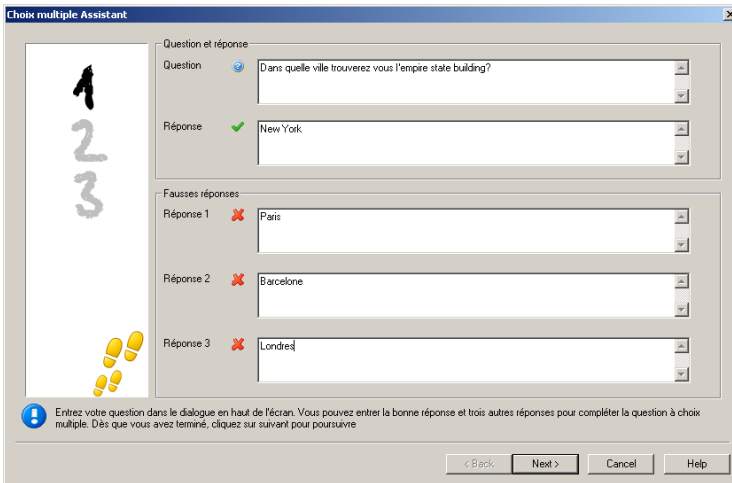 Choix multiple Assistant
1
2
3
Question et réponse
Question
Dans quelle ville trouverez vous l'empire state building?
Réponse
New York
Fausses réponses
Réponse 1
Paris
Réponse 2
Barcelone
Réponse 3
Londres
Entrez votre question dans le dialogue en haut de l'écran. Vous pouvez entrer la bonne réponse et trois autres réponses pour compléter la question à choix
multiple. Dès que vous avez terminé, cliquez sur suivant pour poursuivre
< Back
Next >
Cancel
Help